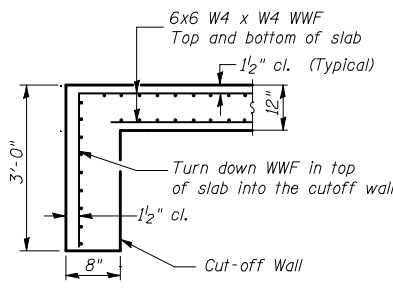 6x6 W4 x W4 WWF
Top and bottom of slab
1½" cl. (Typical)
12"
3'-0"
Turn down WWF in top
of slab into the cutoff wall
1½" cl.
8"
Cut-off Wall